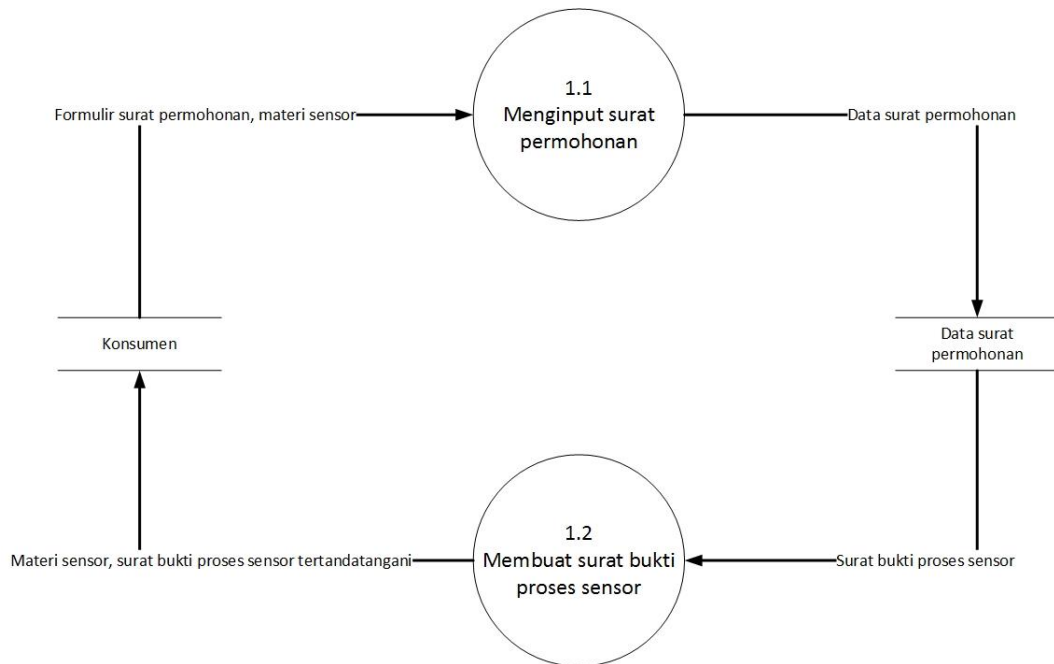 1.1
Menginput surat
permohonan
Formulir surat permohonan, materi sensor
Data surat permohonan
Konsumen
Data surat
permohonan
1.2
Membuat surat bukti
proses sensor
Materi sensor, surat bukti proses sensor tertandatangani
Surat bukti proses sensor